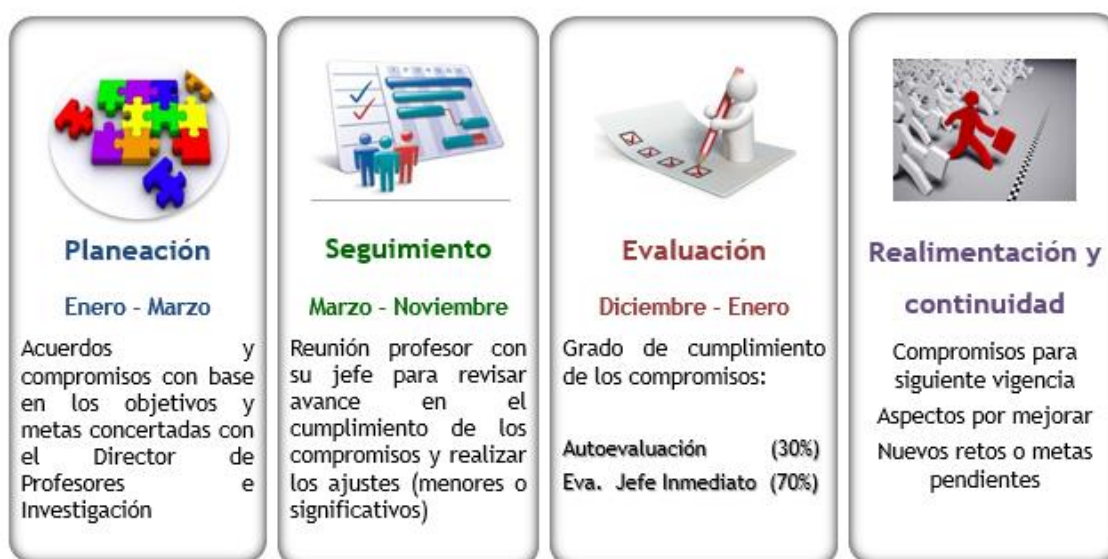 Planeación
Enero - Marzo
Acuerdos y
compromisos con base
en los objetivos y
metas concertadas con
el Director de
Profesores e
Investigación
Seguimiento
Marzo - Noviembre
Reunión profesor con
su jefe para revisar
avance en el
cumplimiento de los
compromisos y realizar
los ajustes (menores o
significativos)
Evaluación
Diciembre - Enero
Grado de cumplimiento
de los compromisos:
Autoevaluación (30%)
Eva. Jefe Inmediato (70%)
Realimentación y
continuidad
Compromisos para
siguiente vigencia
Aspectos por mejorar
Nuevos retos o metas
pendientes